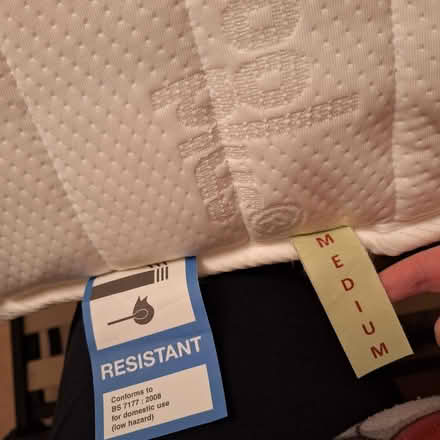 RESISTANT
Conforms to
BS 7177 : 2008
for domestic use
(low hazard)
MEDIUM